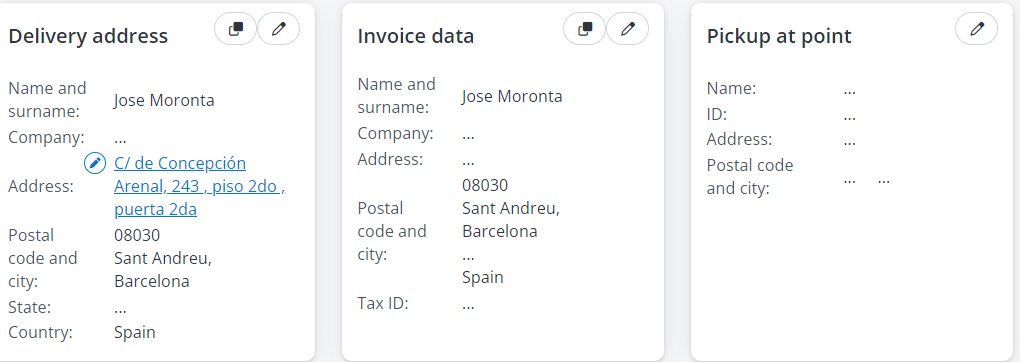 Delivery address
Name and
surname:
Jose Moronta
Company:
...
Address:
C/ de Concepción
Arenal, 243 , piso 2do ,
puerta 2da
Postal
code and
city:
08030
Sant Andreu,
Barcelona
State:
...
Country:
Spain
Invoice data
Name and
surname:
Jose Moronta
Company:
...
Address:
...
Postal
code and
city:
08030
Sant Andreu,
Barcelona
...
Spain
Tax ID:
...
Pickup at point
Name:
...
ID:
...
Address:
...
Postal code
and city:
... ...